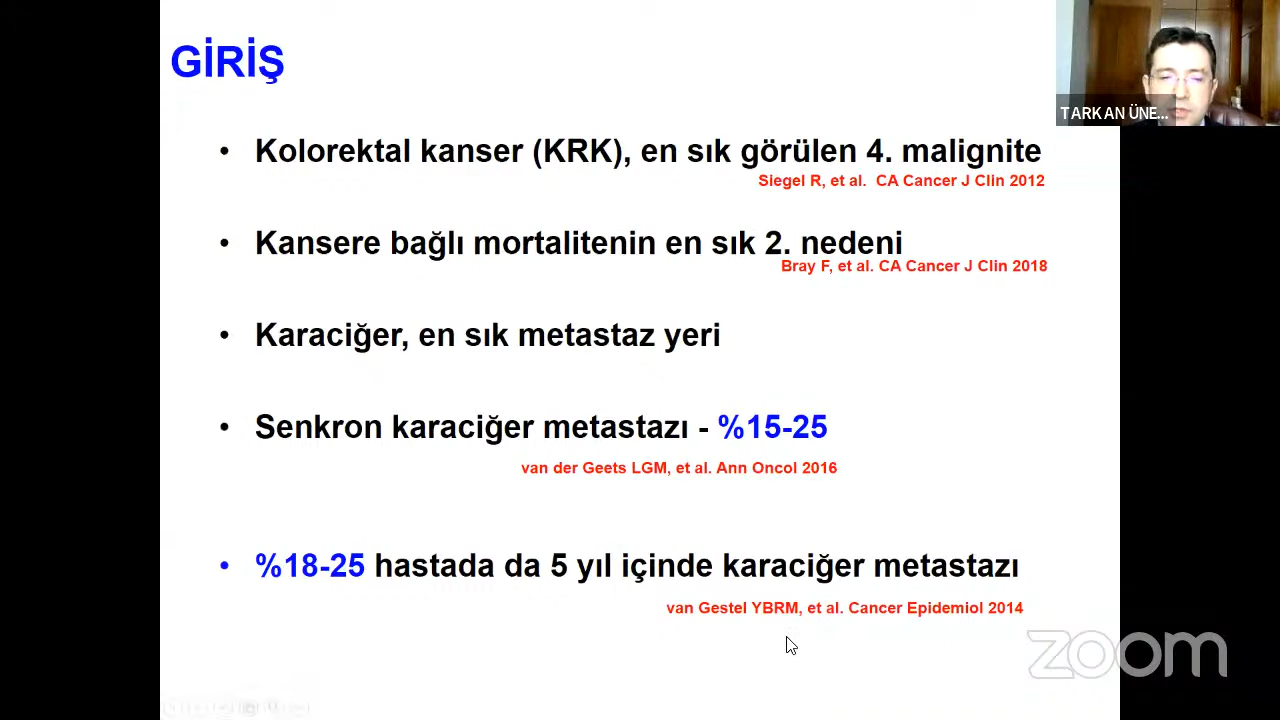 GİRİŞ
TARKAN ÜNE...
• Kolorektal kanser (KRK), en sık görülen 4. malignite
Siegel R, et al. CA Cancer J Clin 2012
• Kansere bağlı mortalitenin en sık 2. nedeni
Bray F, et al. CA Cancer J Clin 2018
• Karaciğer, en sık metastaz yeri
• Senkron karaciğer metastazı - %15-25
van der Geets LGM, et al. Ann Oncol 2016
• %18-25 hastada da 5 yıl içinde karaciğer metastazı
van Gestel YBRM, et al. Cancer Epidemiol 2014
zoom